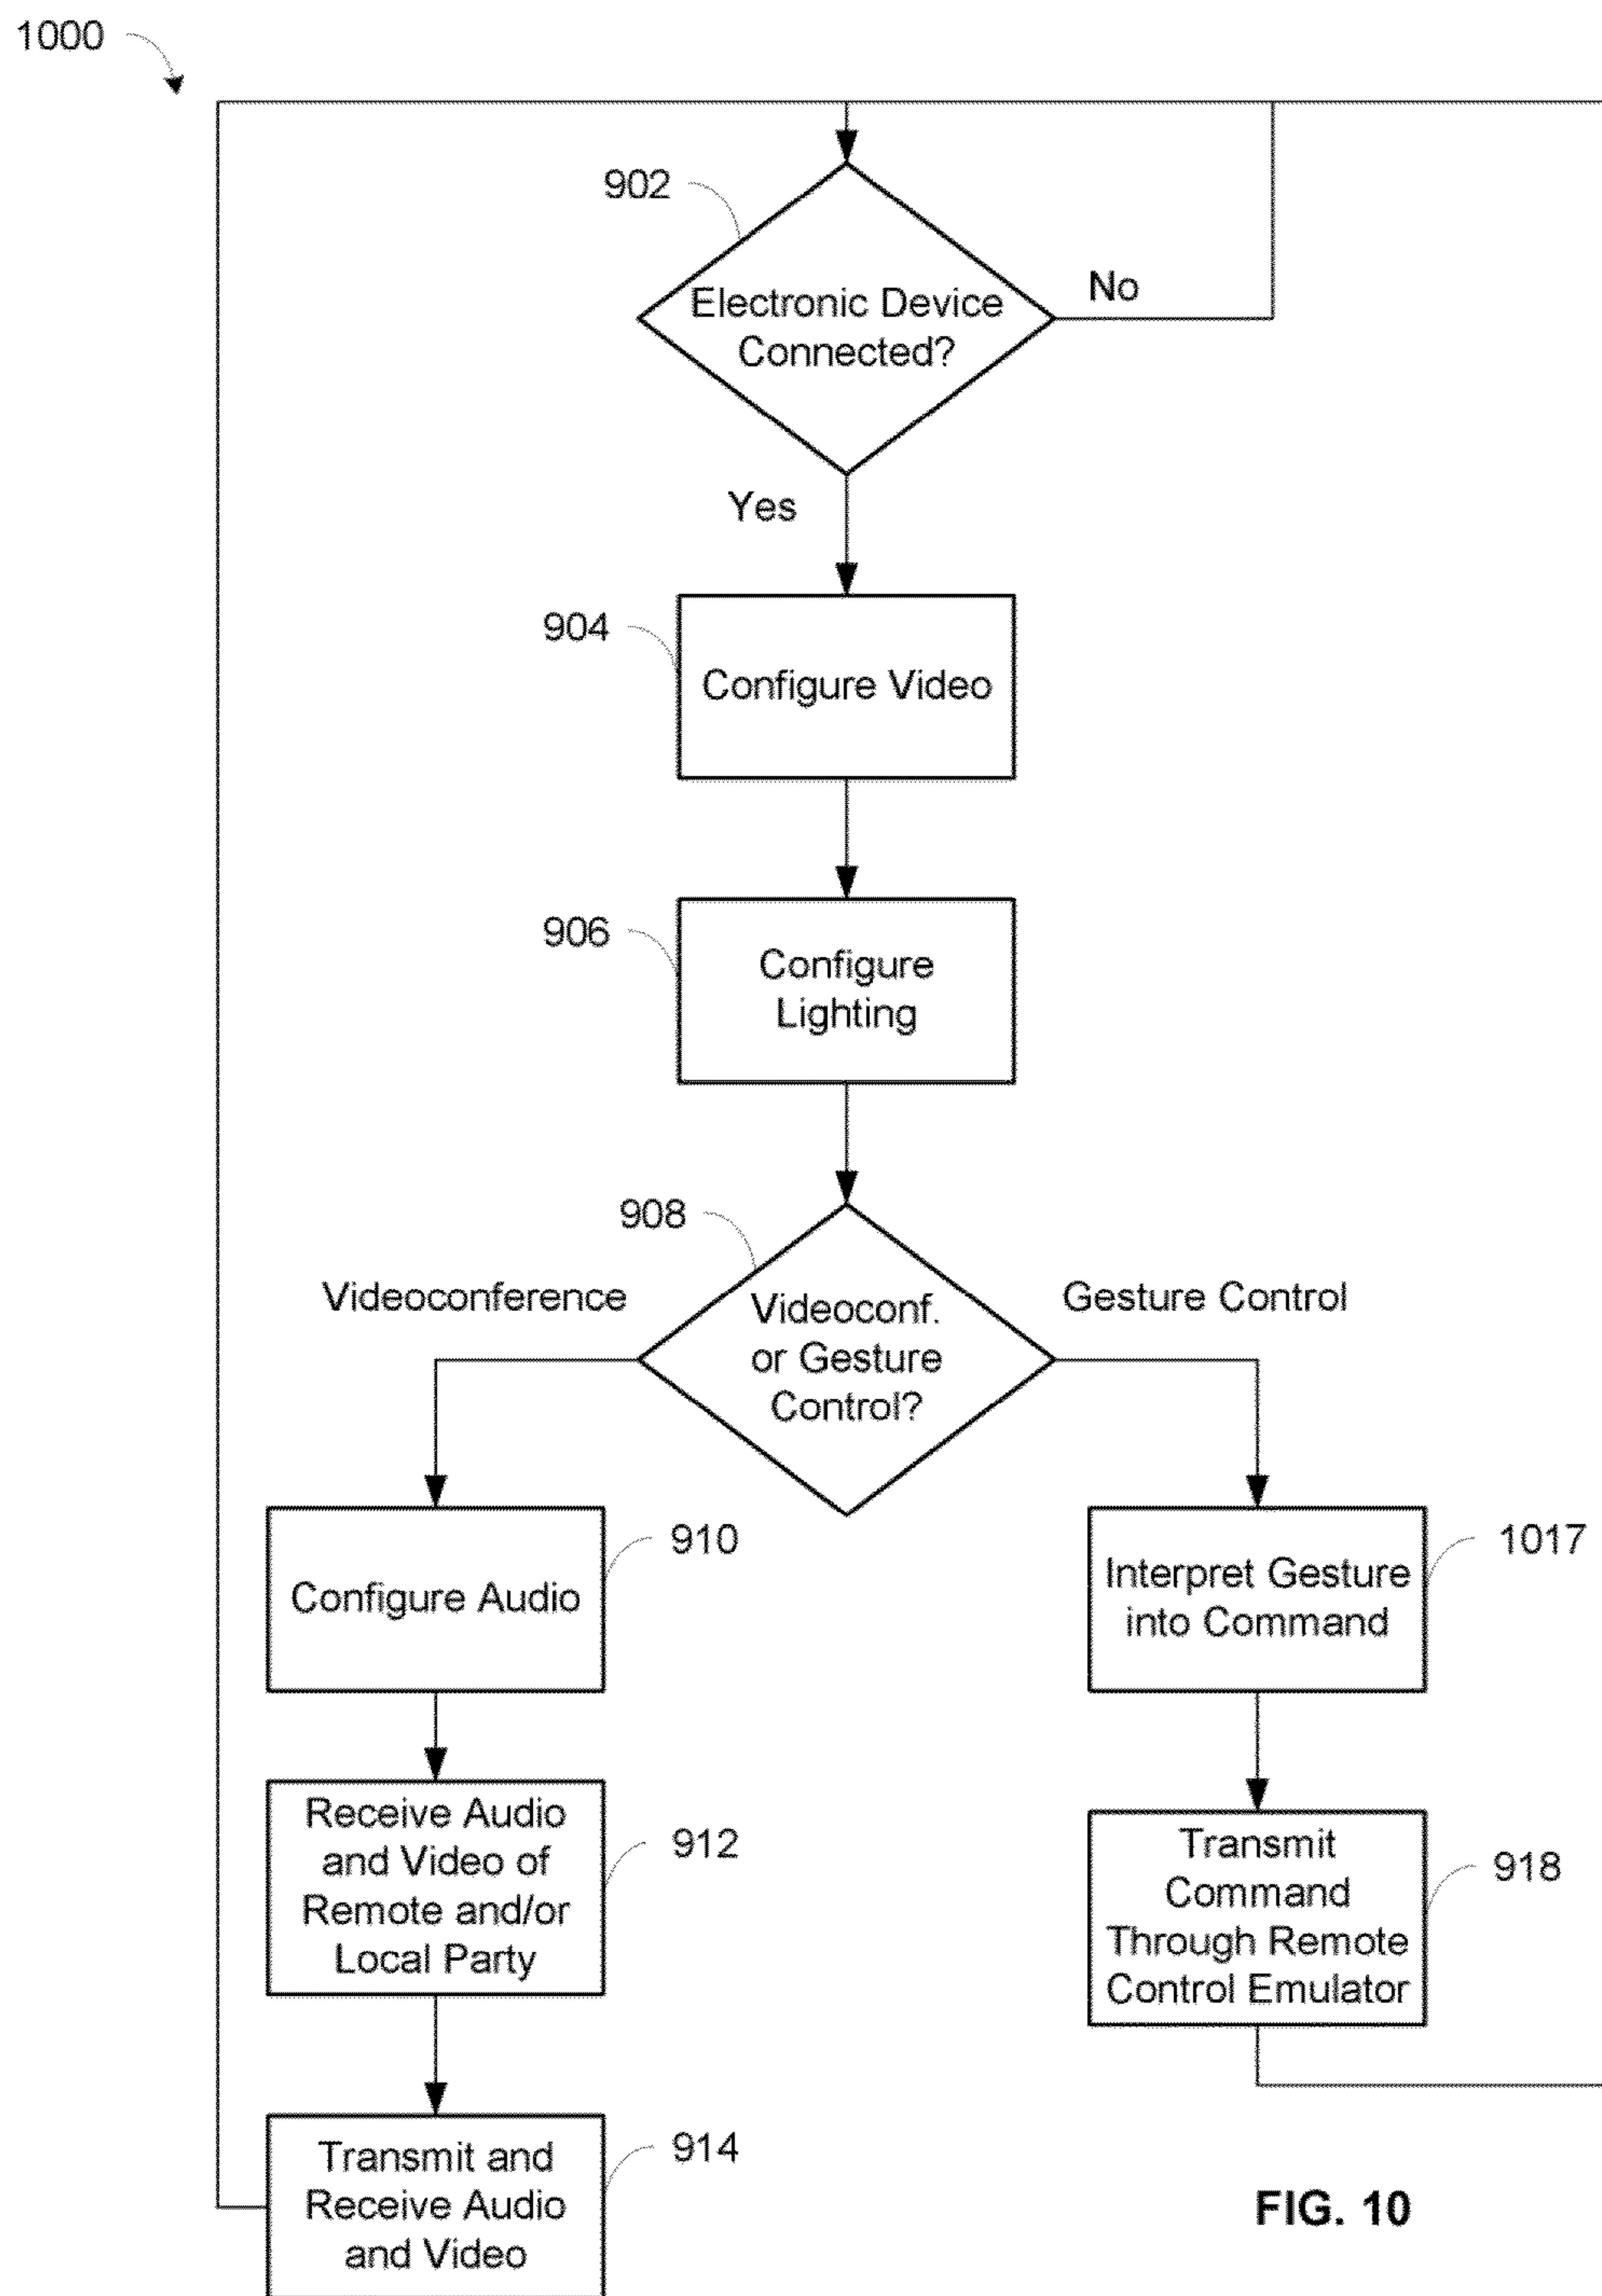 1000
902
Electronic Device
Connected?
No
Yes
904
Configure Video
906
Configure
Lighting
908
Videoconference
Videoconf.
or Gesture
Control?
Gesture Control
910
Configure Audio
1017
Interpret Gesture
into Command
912
Receive Audio
and Video of
Remote and/or
Local Party
918
Transmit
Command
Through Remote
Control Emulator
914
Transmit and
Receive Audio
and Video
FIG. 10